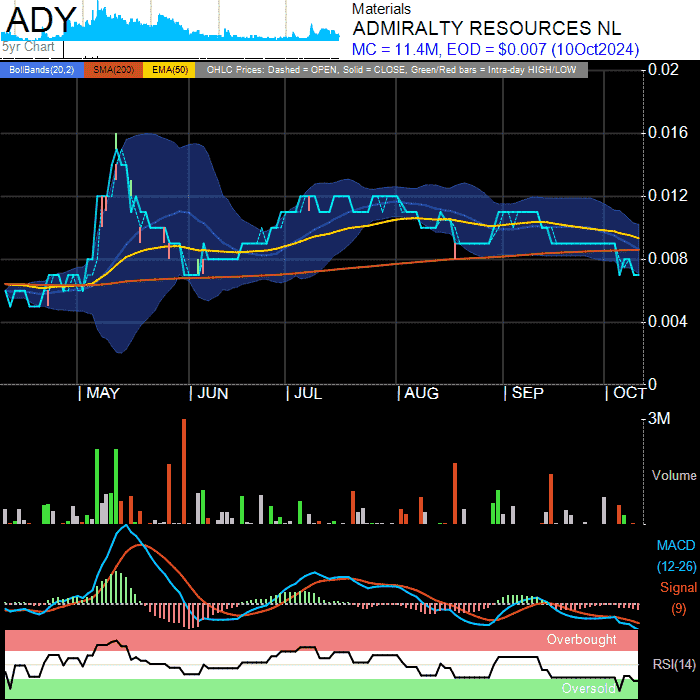 ADY
5yr Chart
Materials
ADMIRALTY RESOURCES NL
MC = 11.4M, EOD = $0.007 (10Oct2024)
BollBands(20,2) SMA(200) EMA(50) OHLC Prices: Dashed = OPEN, Solid = CLOSE, Green/Red bars = Intra-day HIGH/LOW
0.02
0.016
0.012
0.008
0.004
0
| MAY | JUN | JUL | AUG | SEP | OCT
3M
Volume
MACD
(12-26)
Signal
(9)
Overbought
RSI(14)
Oversold